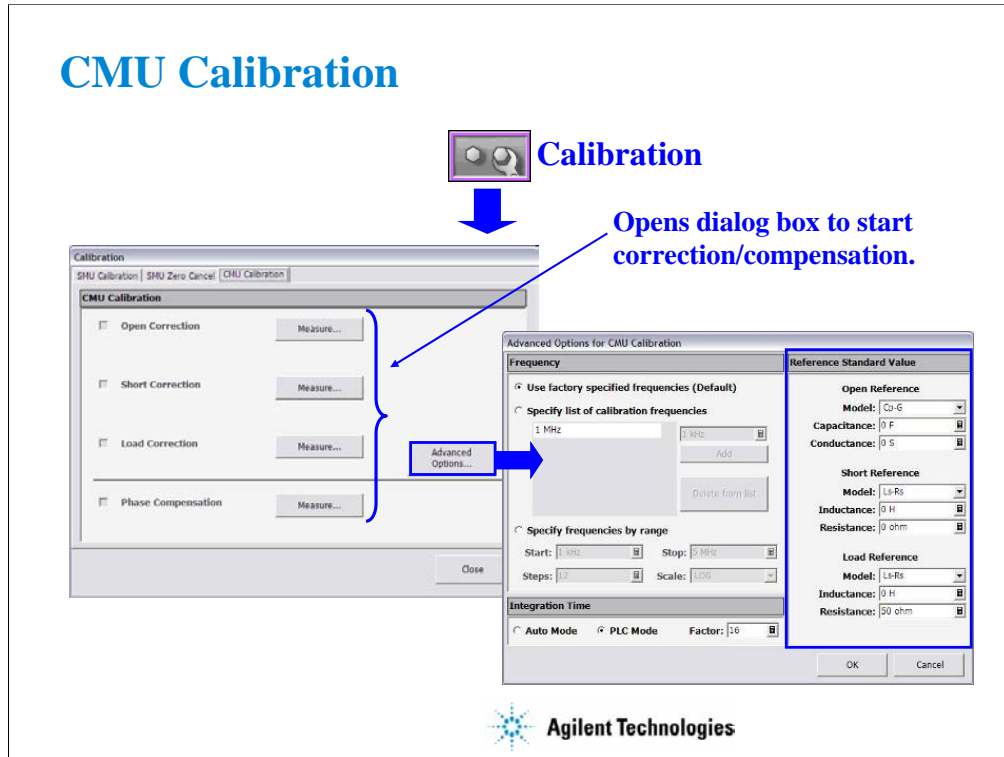 CMU Calibration
Calibration
Opens dialog box to start
correction/compensation.
Calibration
SMU Calibration SMU Zero Cancel CMU Calibration
CMU Calibration
Open Correction Measure...
Short Correction Measure...
Load Correction Measure...
Phase Compensation Measure...
Advanced
Options...
Close
Advanced Options for CMU Calibration
Frequency
Use factory specified frequencies (Default)
Specify list of calibration frequencies
1 MHz
1 kHz
Add
Delete from list
Specify frequencies by range
Start: 1 kHz Stop: 5 MHz
Steps: 12 Scale: LOG
Integration Time
Auto Mode PLC Mode Factor: 16
Reference Standard Value
Open Reference
Model: Cp-G
Capacitance: 0 F
Conductance: 0 S
Short Reference
Model: Ls-Rs
Inductance: 0 H
Resistance: 0 ohm
Load Reference
Model: Ls-Rs
Inductance: 0 H
Resistance: 50 ohm
OK Cancel
Agilent Technologies